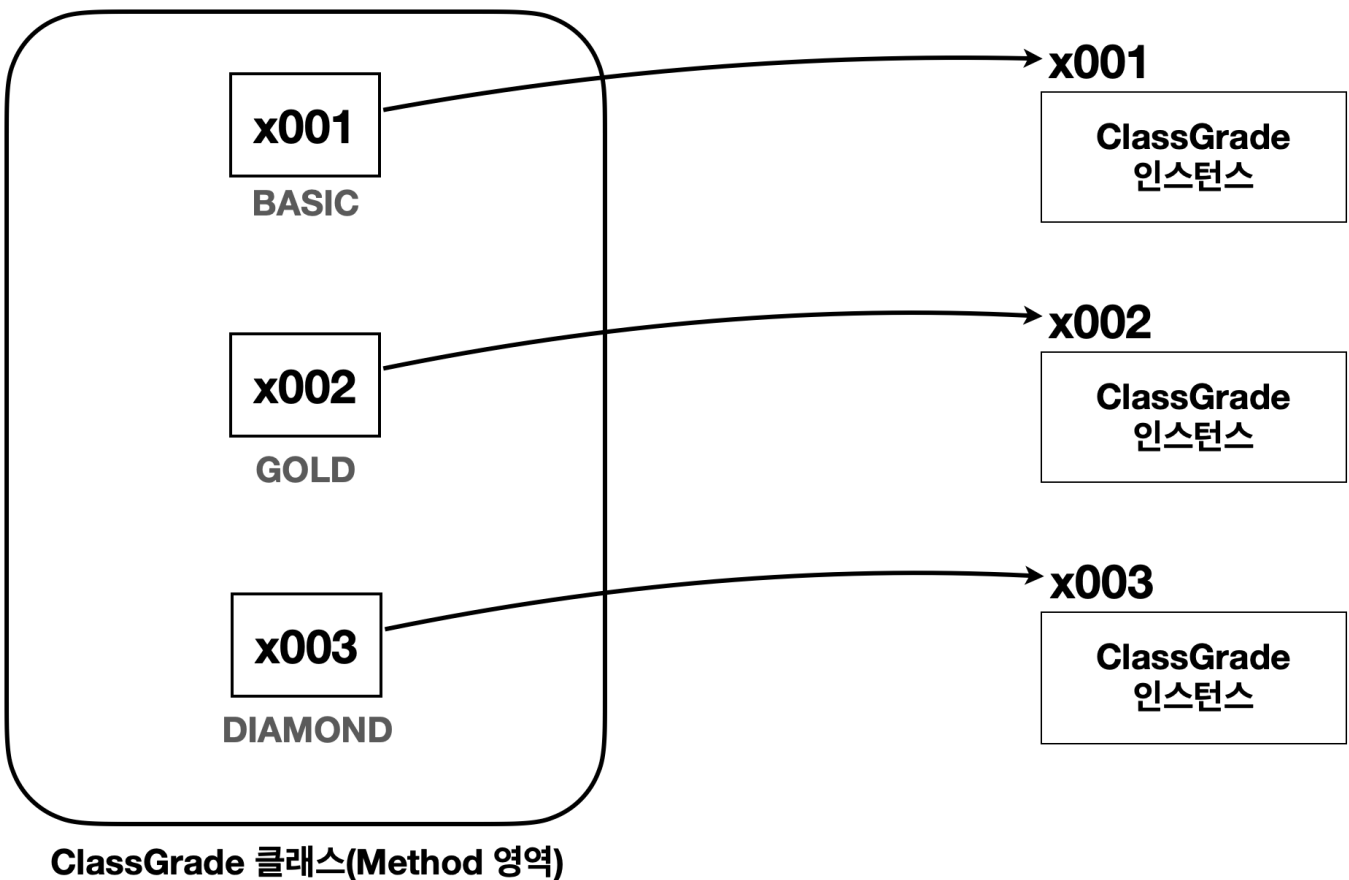 x001
BASIC
x001
ClassGrade
인스턴스
x002
GOLD
x002
ClassGrade
인스턴스
x003
DIAMOND
x003
ClassGrade
인스턴스
ClassGrade 클래스(Method 영역)